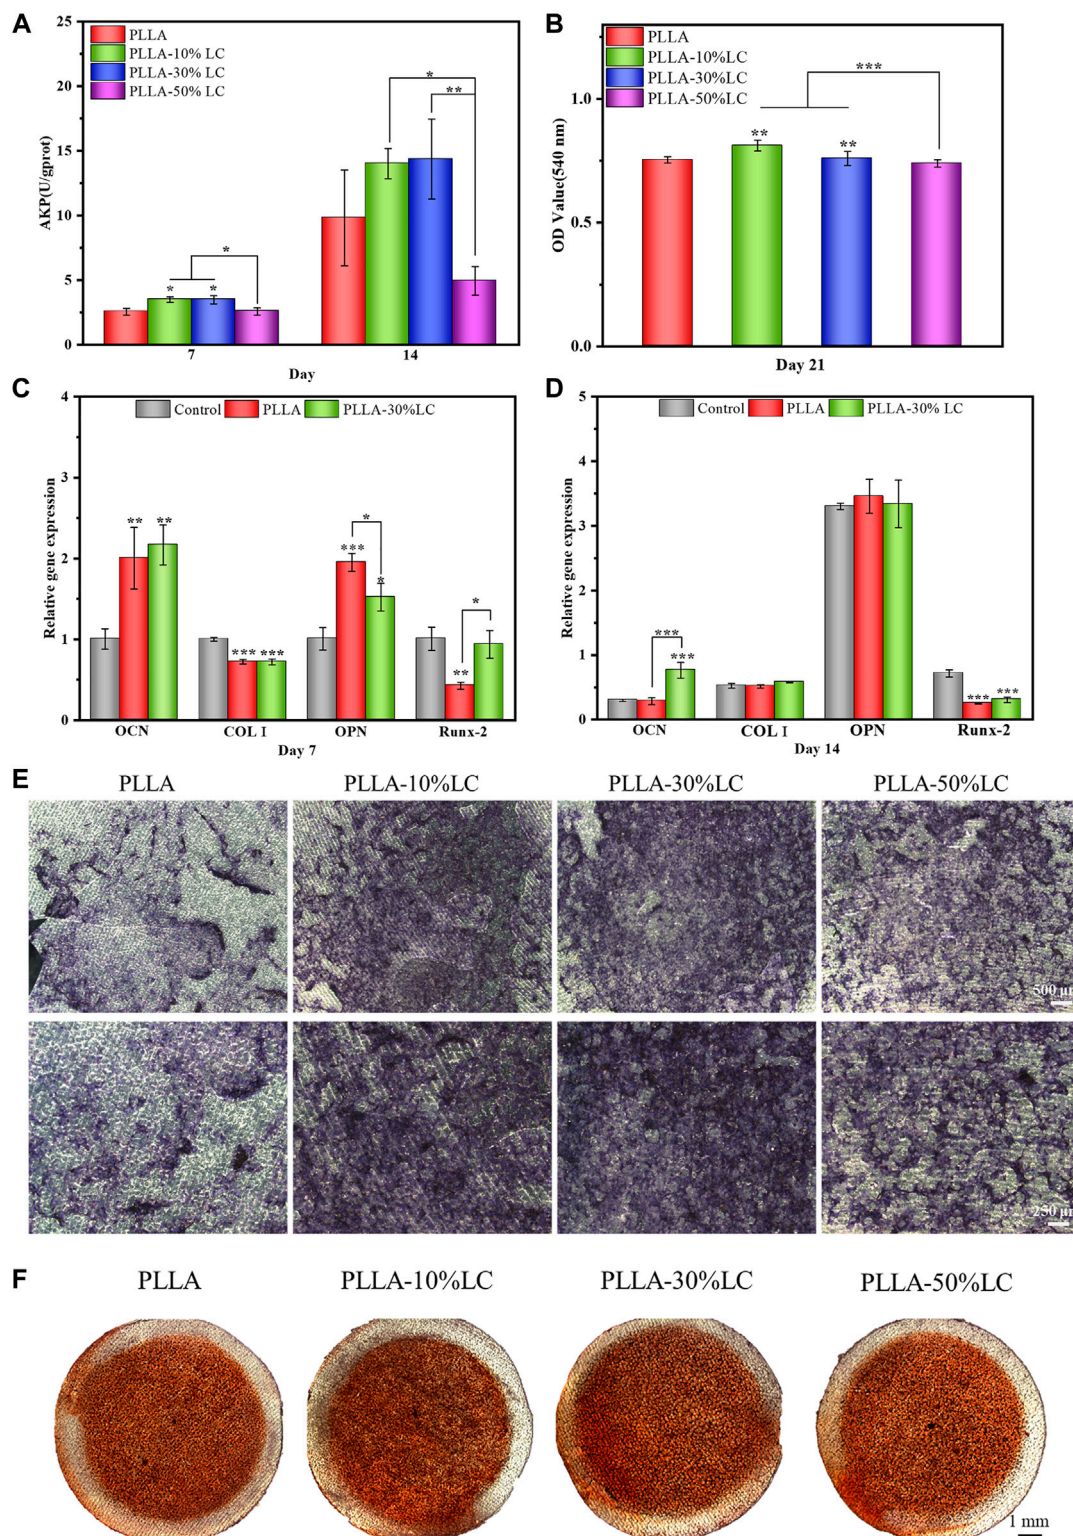 A
PLLA
PLLA-10% LC
PLLA-30% LC
PLLA-50% LC
AKP(U/gprot)
25
20
15
10
5
0
*
*
*
*
**
7
14
Day
B
PLLA
PLLA-10%LC
PLLA-30%LC
PLLA-50%LC
OD Value(540 nm)
1.0
0.5
0.0
**
**
***
Day 21
C
Control
PLLA
PLLA-30%LC
Relative gene expression
4
3
2
1
0
**
**
***
***
***
*
*
**
*
OCN
COL I
OPN
Runx-2
Day 7
D
Control
PLLA
PLLA-30% LC
Relative gene expression
5
4
3
2
1
0
***
***
***
***
OCN
COL I
OPN
Runx-2
Day 14
E
PLLA
PLLA-10%LC
PLLA-30%LC
PLLA-50%LC
500 μm
250 μm
F
PLLA
PLLA-10%LC
PLLA-30%LC
PLLA-50%LC
1 mm